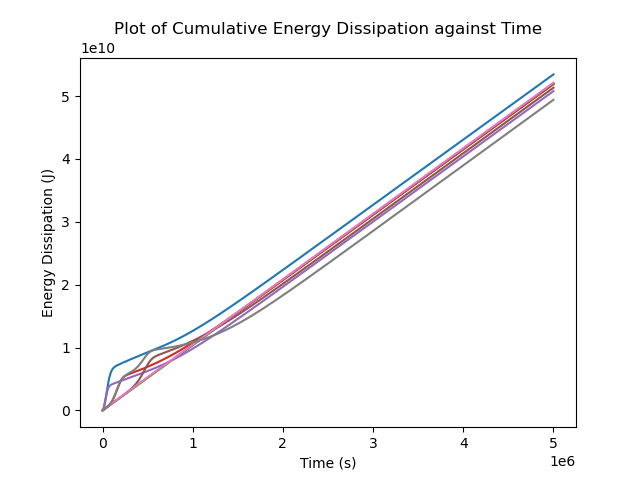 Plot of Cumulative Energy Dissipation against Time
1e10
5
4
3
2
1
0
Energy Dissipation (J)
0 1 2 3 4 5
1e6
Time (s)